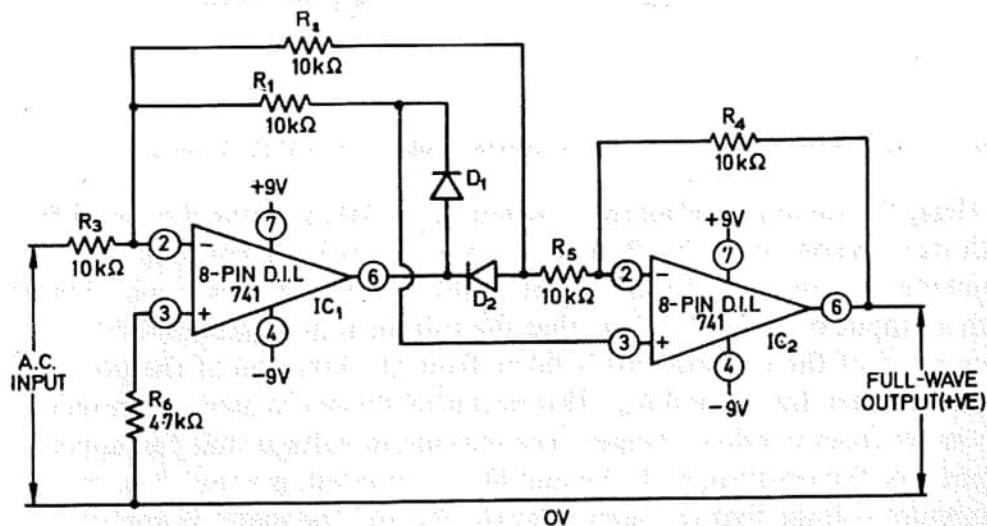 R₂
10kΩ
R₁
10kΩ
R₄
10kΩ
D₁
+9V
+9V
R₃
10kΩ
7
7
2
−
8-PIN D.I.L
741
6
D₂
R₅
10kΩ
2
−
8-PIN D.I.L
741
6
3
+
IC₁
3
+
IC₂
4
4
−9V
−9V
A.C.
INPUT
R₆
4·7kΩ
FULL-WAVE
OUTPUT(+VE)
0V